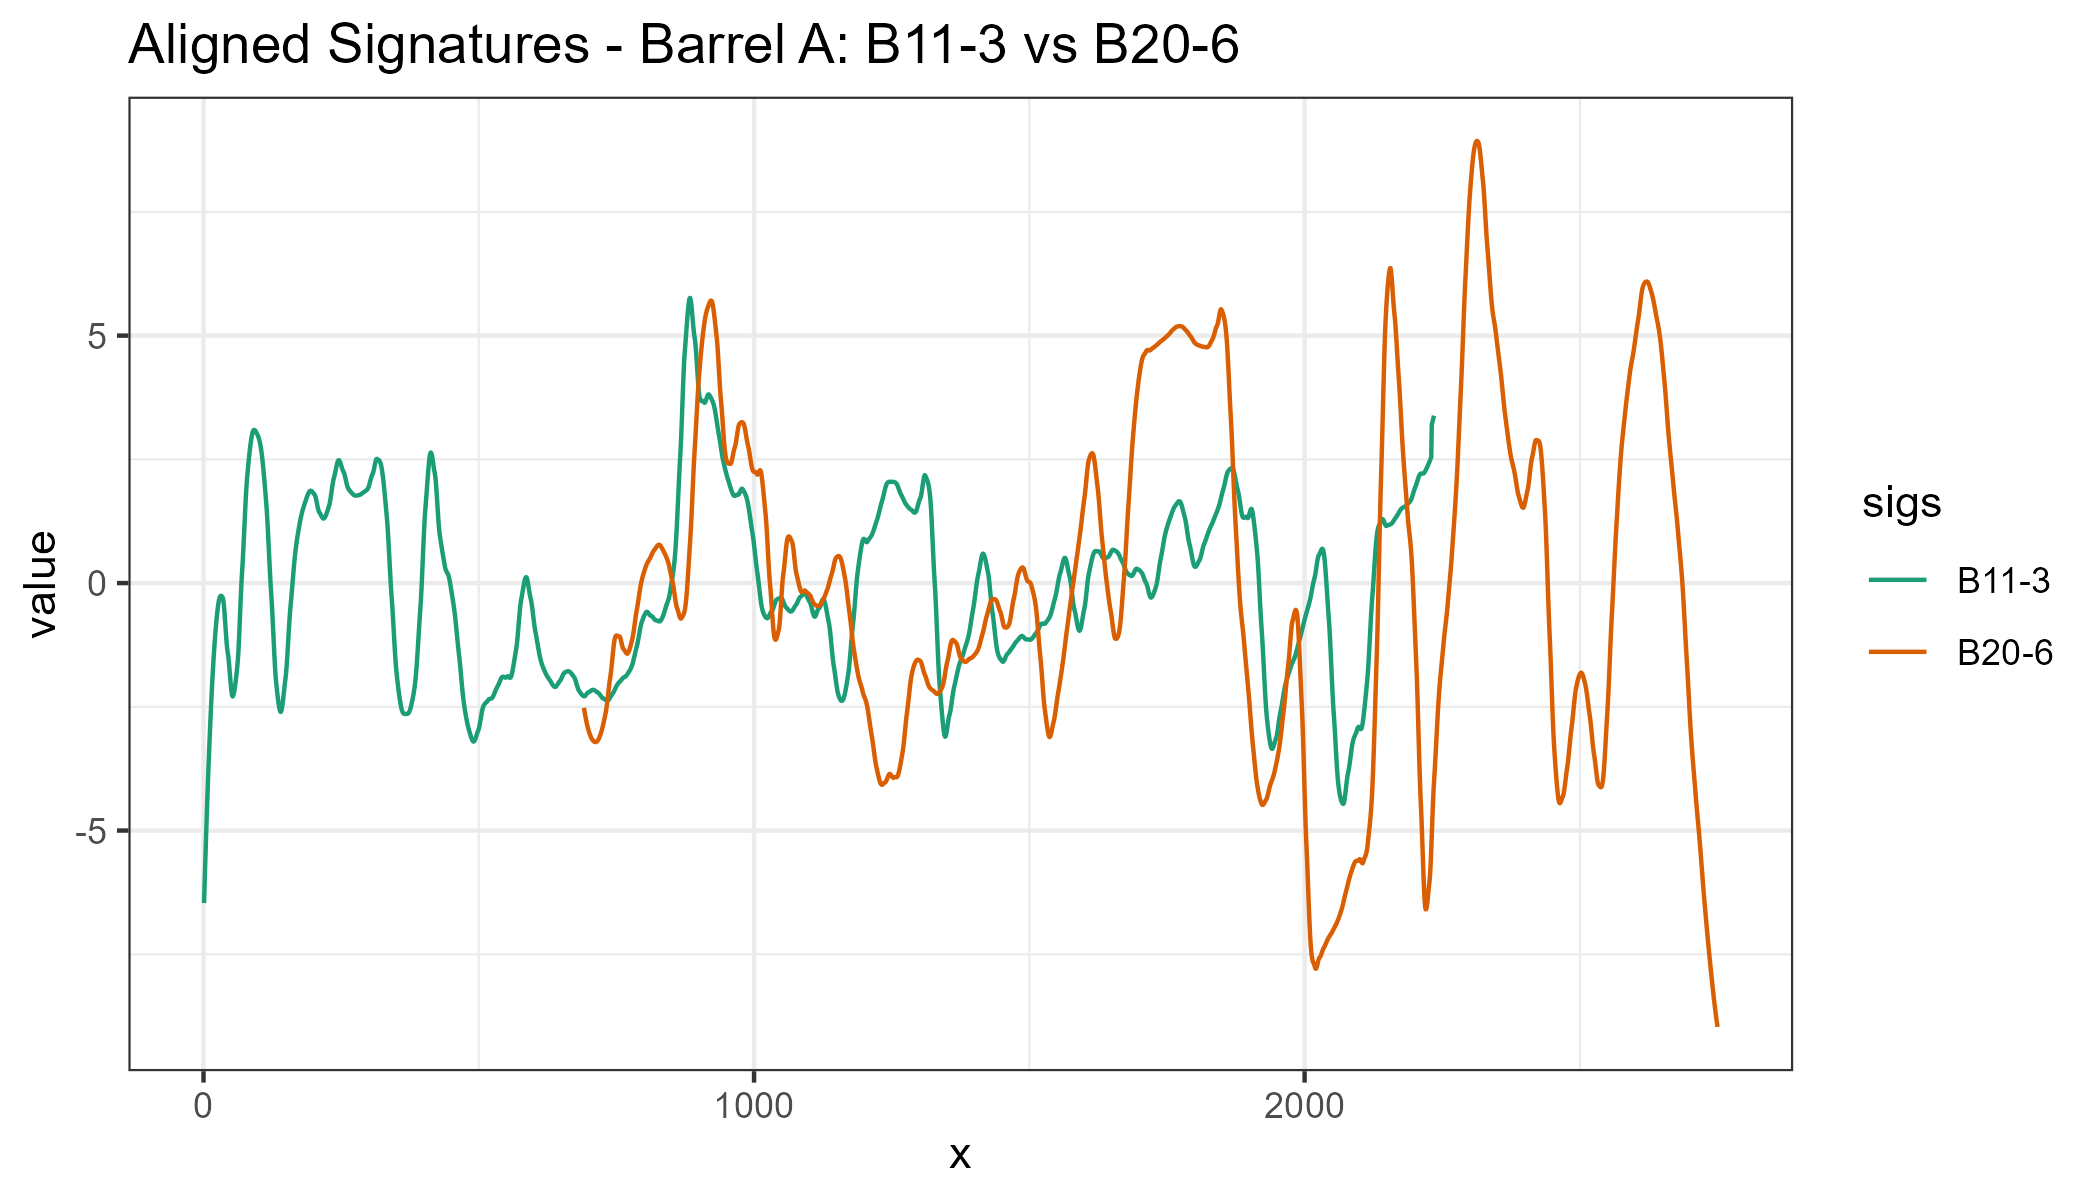 Aligned Signatures - Barrel A: B11-3 vs B20-6
value
5
0
-5
0
1000
2000
x
sigs
B11-3
B20-6